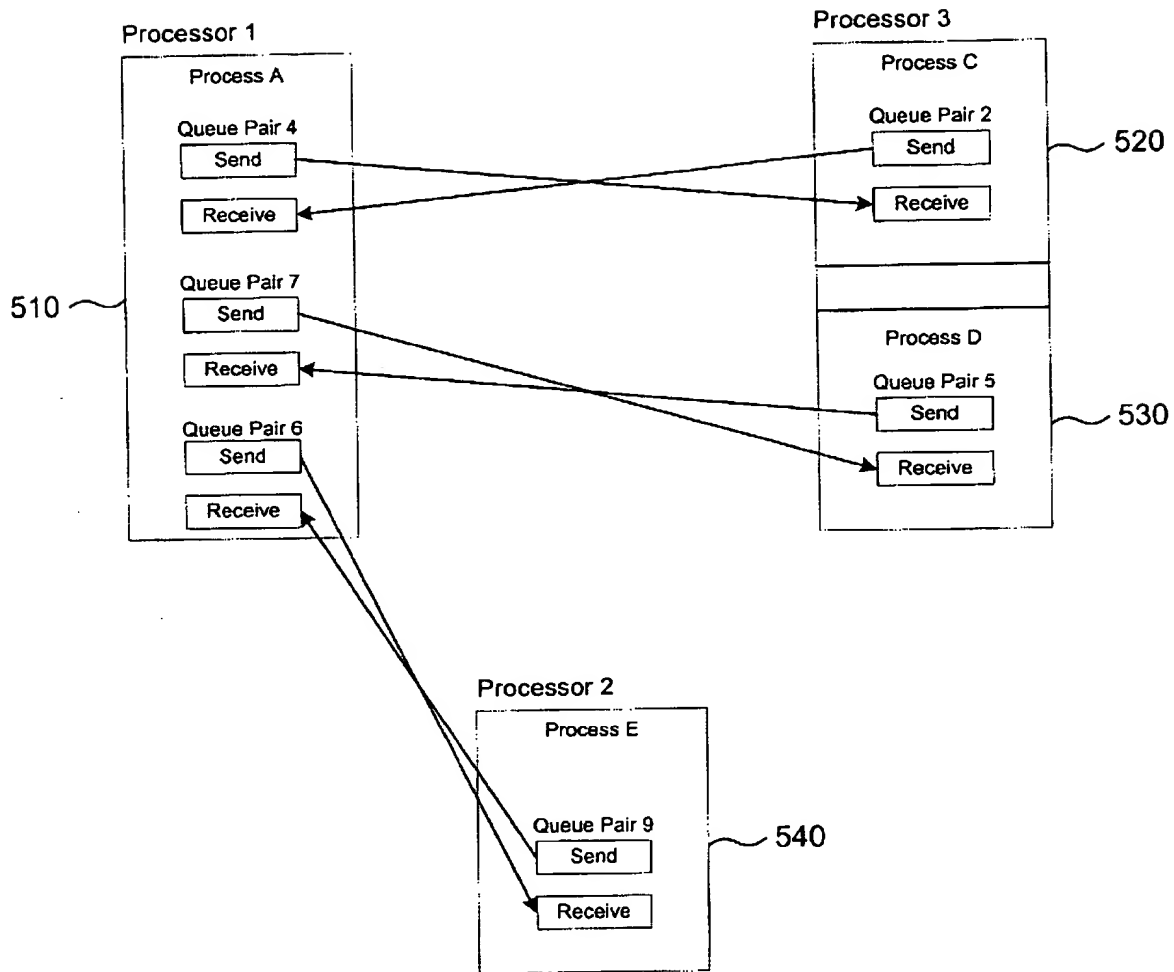 Processor 1
Process A
Queue Pair 4
Send
Receive
Queue Pair 7
Send
Receive
Queue Pair 6
Send
Receive
510
Processor 3
Process C
Queue Pair 2
Send
Receive
520
Process D
Queue Pair 5
Send
Receive
530
Processor 2
Process E
Queue Pair 9
Send
Receive
540